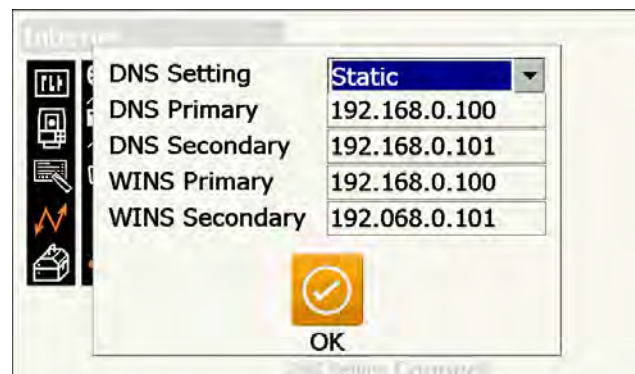 DNS Setting Static
DNS Primary 192.168.0.100
DNS Secondary 192.168.0.101
WINS Primary 192.168.0.100
WINS Secondary 192.068.0.101
OK